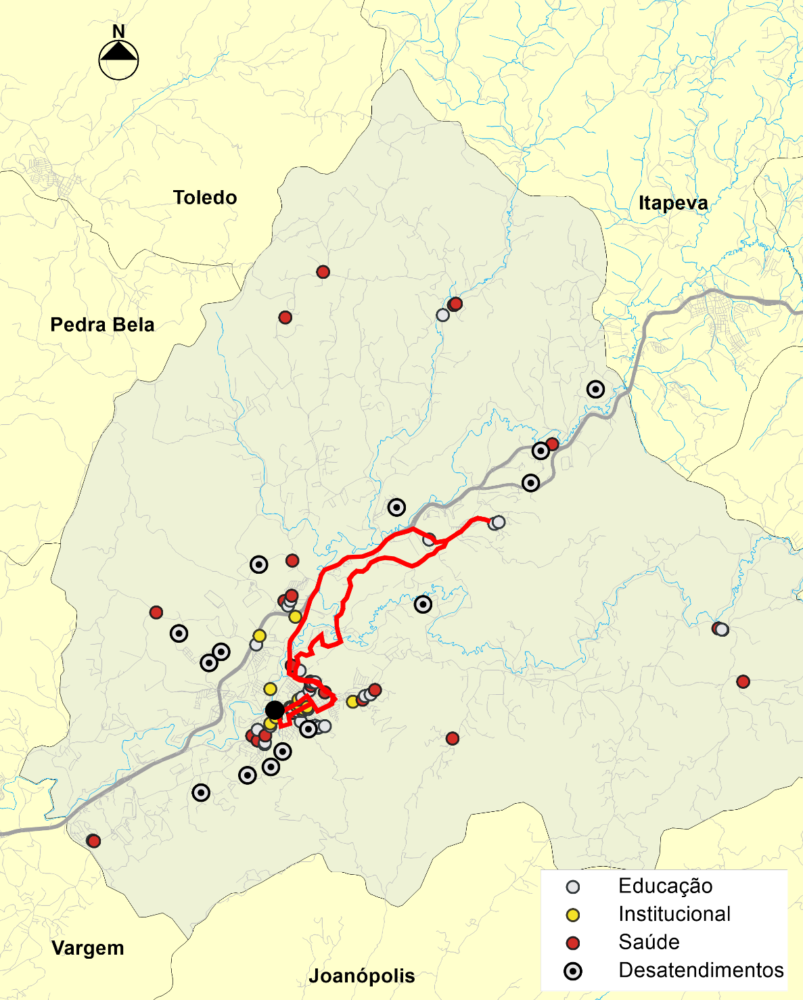 N
Toledo
Itapeva
Pedra Bela
Educação
Institucional
Saúde
Desatendimentos
Vargem
Joanópolis